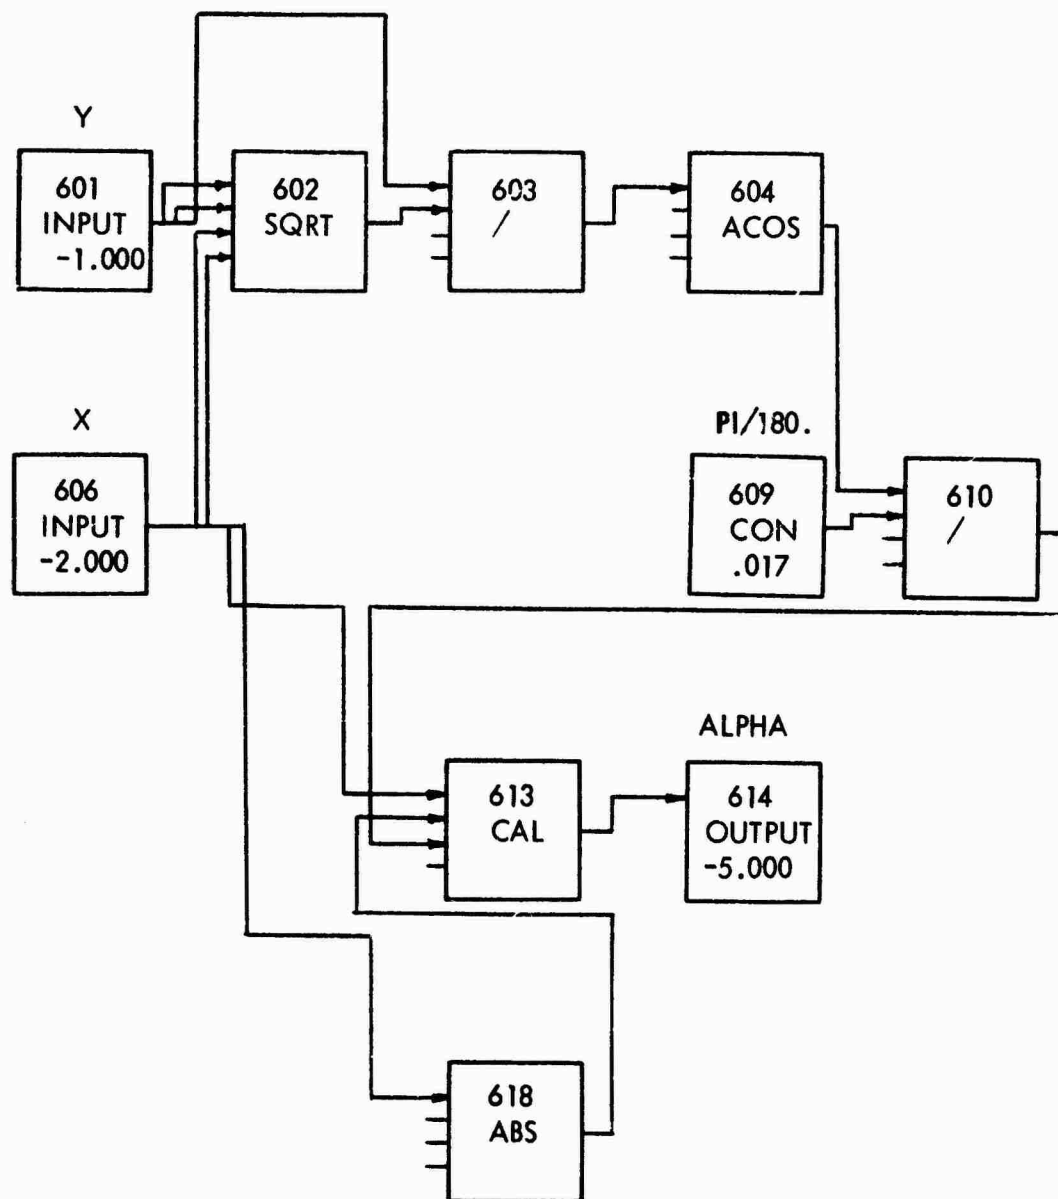 Y
601
INPUT
-1.000
602
SQRT
603
/
604
ACOS
X
606
INPUT
-2.000
PI/180.
609
CON
.017
610
/
613
CAL
ALPHA
614
OUTPUT
-5.000
618
ABS